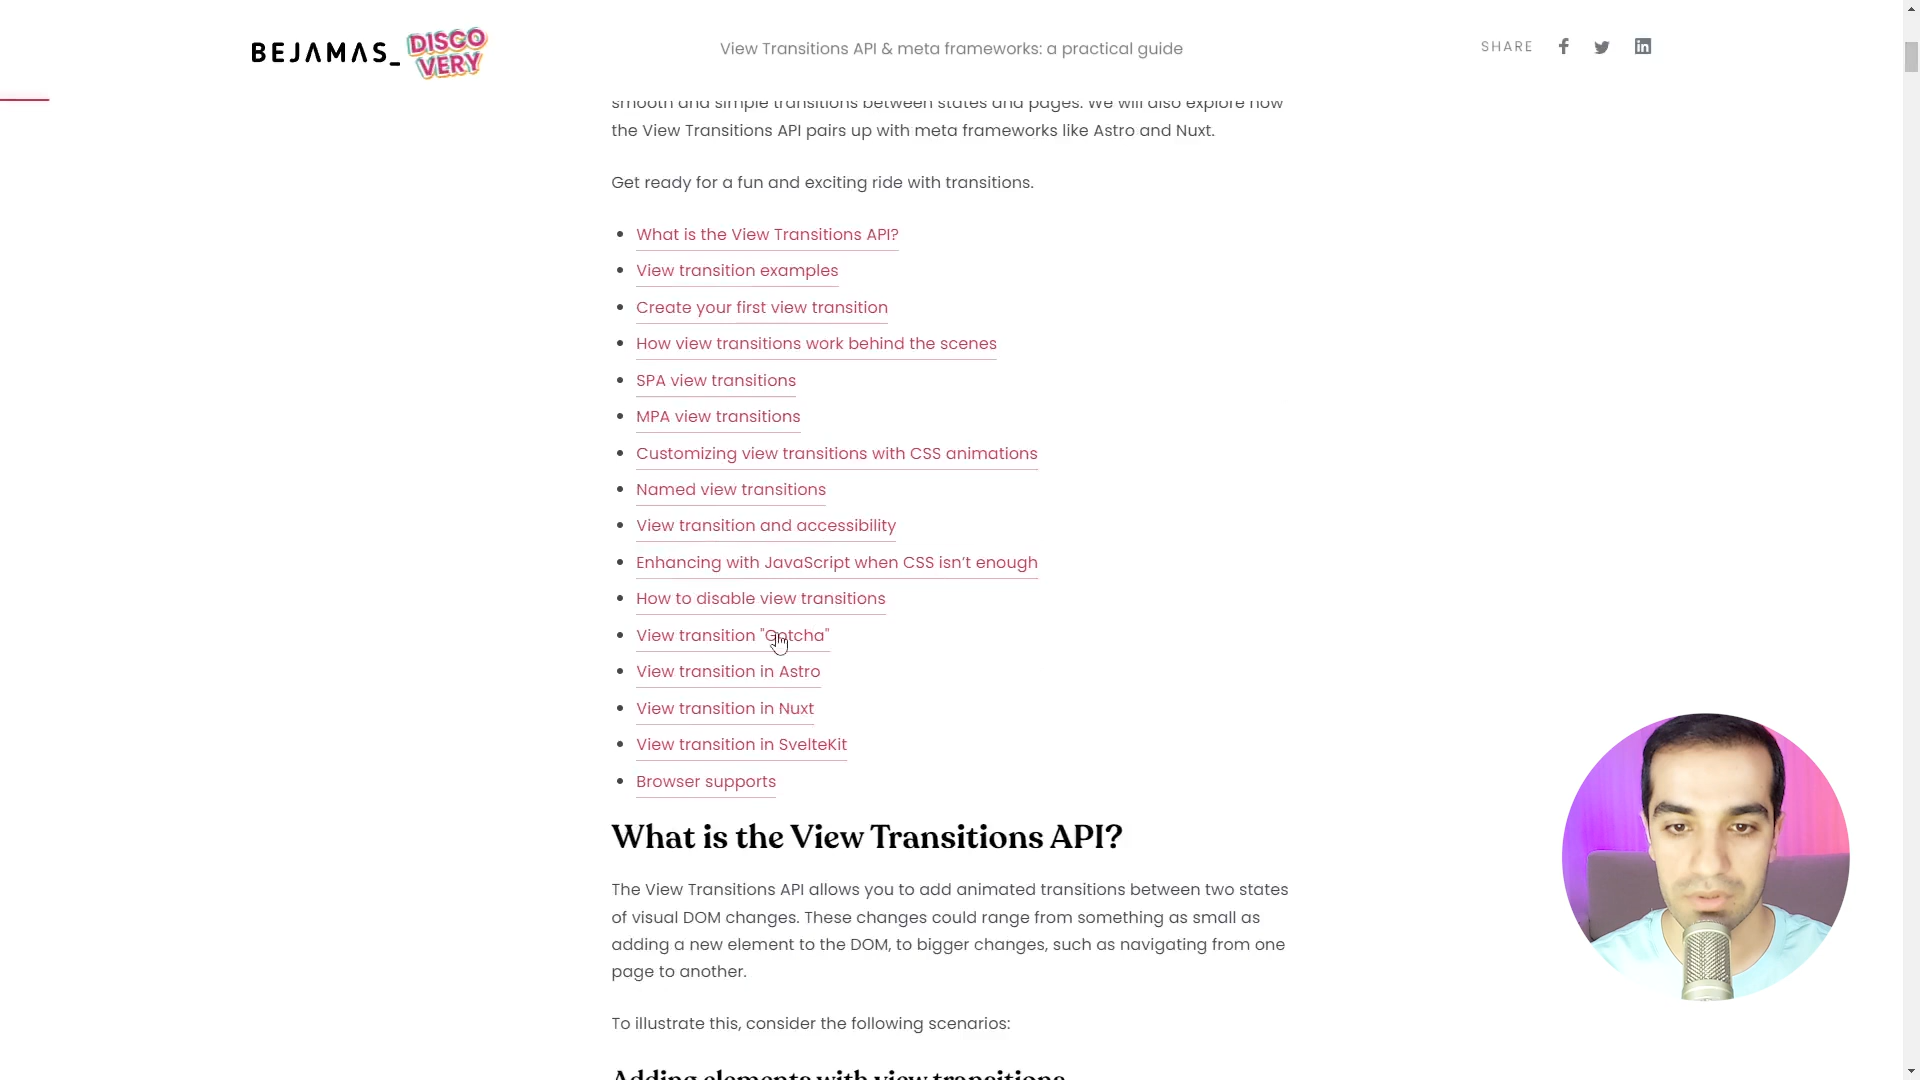 BEJAMAS_ DISCO
VERY
View Transitions API & meta frameworks: a practical guide
SHARE
smooth and simple transitions between states and pages. We will also explore how
the View Transitions API pairs up with meta frameworks like Astro and Nuxt.
Get ready for a fun and exciting ride with transitions.
What is the View Transitions API?
View transition examples
Create your first view transition
How view transitions work behind the scenes
SPA view transitions
MPA view transitions
Customizing view transitions with CSS animations
Named view transitions
View transition and accessibility
Enhancing with JavaScript when CSS isn’t enough
How to disable view transitions
View transition "Gotcha"
View transition in Astro
View transition in Nuxt
View transition in SvelteKit
Browser supports
What is the View Transitions API?
The View Transitions API allows you to add animated transitions between two states
of visual DOM changes. These changes could range from something as small as
adding a new element to the DOM, to bigger changes, such as navigating from one
page to another.
To illustrate this, consider the following scenarios:
Adding elements with view transitions